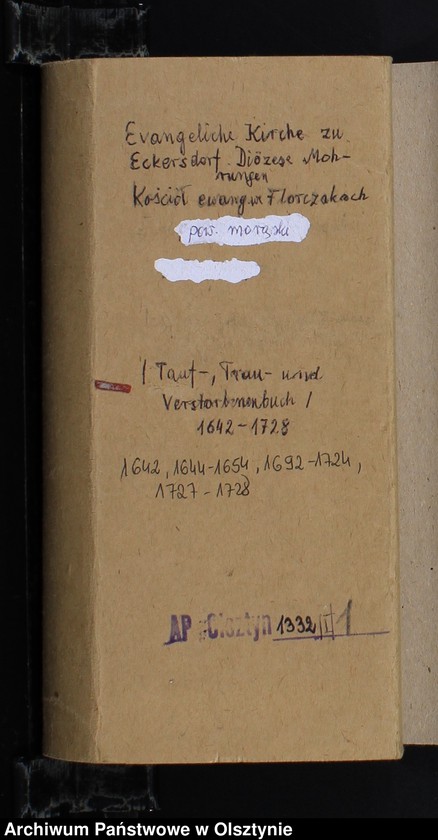 Evangeliche Kirche zu
Eckersdorf Diözese Moh-
rungen
Kościół ewang. w Florczakach
pow. morąski
/ Tauf-, Trau- und
Verstorbenenbuch /
1642-1728
1642, 1644-1654, 1692-1724,
1727-1728
AP Olsztyn 1332/I/1
Archiwum Państwowe w Olsztynie